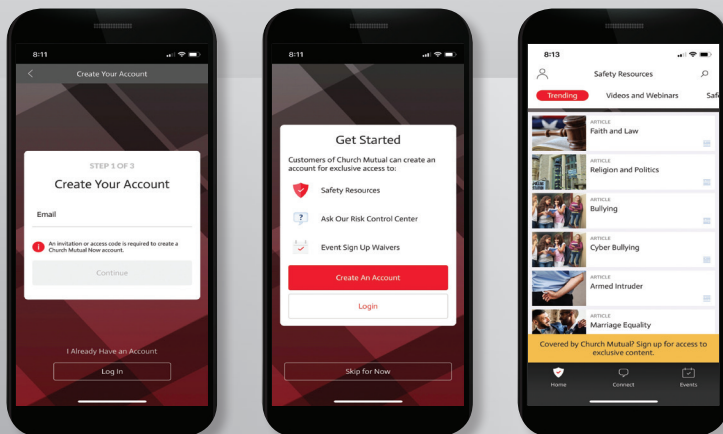 8:11
Create Your Account
STEP 1 OF 3
Create Your Account
Email
An invitation or access code is required to create a
Church Mutual Now account.
Continue
I Already Have an Account
Log In
8:11
Get Started
Customers of Church Mutual can create an
account for exclusive access to:
Safety Resources
? Ask Our Risk Control Center
Event Sign Up Waivers
Create An Account
Login
Skip for Now
8:13
Safety Resources
Trending Videos and Webinars Safe
ARTICLE
Faith and Law
ARTICLE
Religion and Politics
ARTICLE
Bullying
ARTICLE
Cyber Bullying
ARTICLE
Armed Intruder
ARTICLE
Marriage Equality
Covered by Church Mutual? Sign up for access to
exclusive content.
Home Connect Events